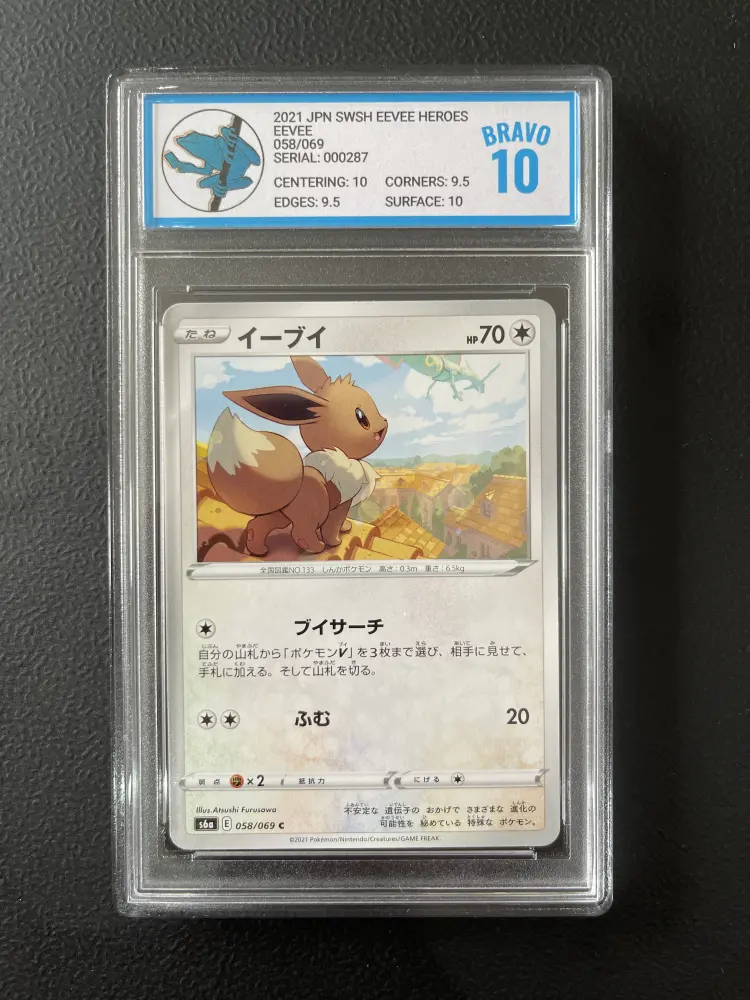 2021 JPN SWSH EEVEE HEROES
EEVEE
058/069
SERIAL: 000287
CENTERING: 10 CORNERS: 9.5
EDGES: 9.5 SURFACE: 10
BRAVO
10
たね イーブイ HP70
全国図鑑NO.133 しんかポケモン 高さ:0.3m 重さ:6.5kg
ブイサーチ
自分の山札から「ポケモンV」を3枚まで選び、相手に見せて、
手札に加える。そして山札を切る。
ふむ 20
弱点 ×2 抵抗力 にげる
Illus.Atsushi Furusawa
不安定な 遺伝子の おかげで さまざまな 進化の
可能性を 秘めている 特殊な ポケモン。
s6a E 058/069 C
©2021 Pokémon/Nintendo/Creatures/GAME FREAK.